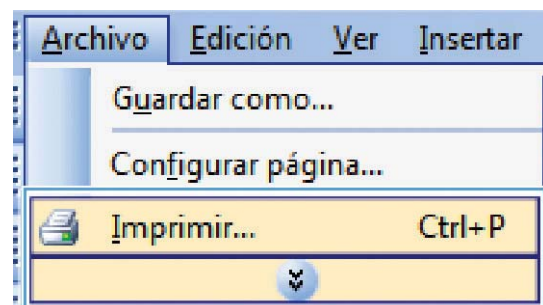 Archivo Edición Ver Insertar
Guardar como...
Configurar página...
Imprimir... Ctrl+P